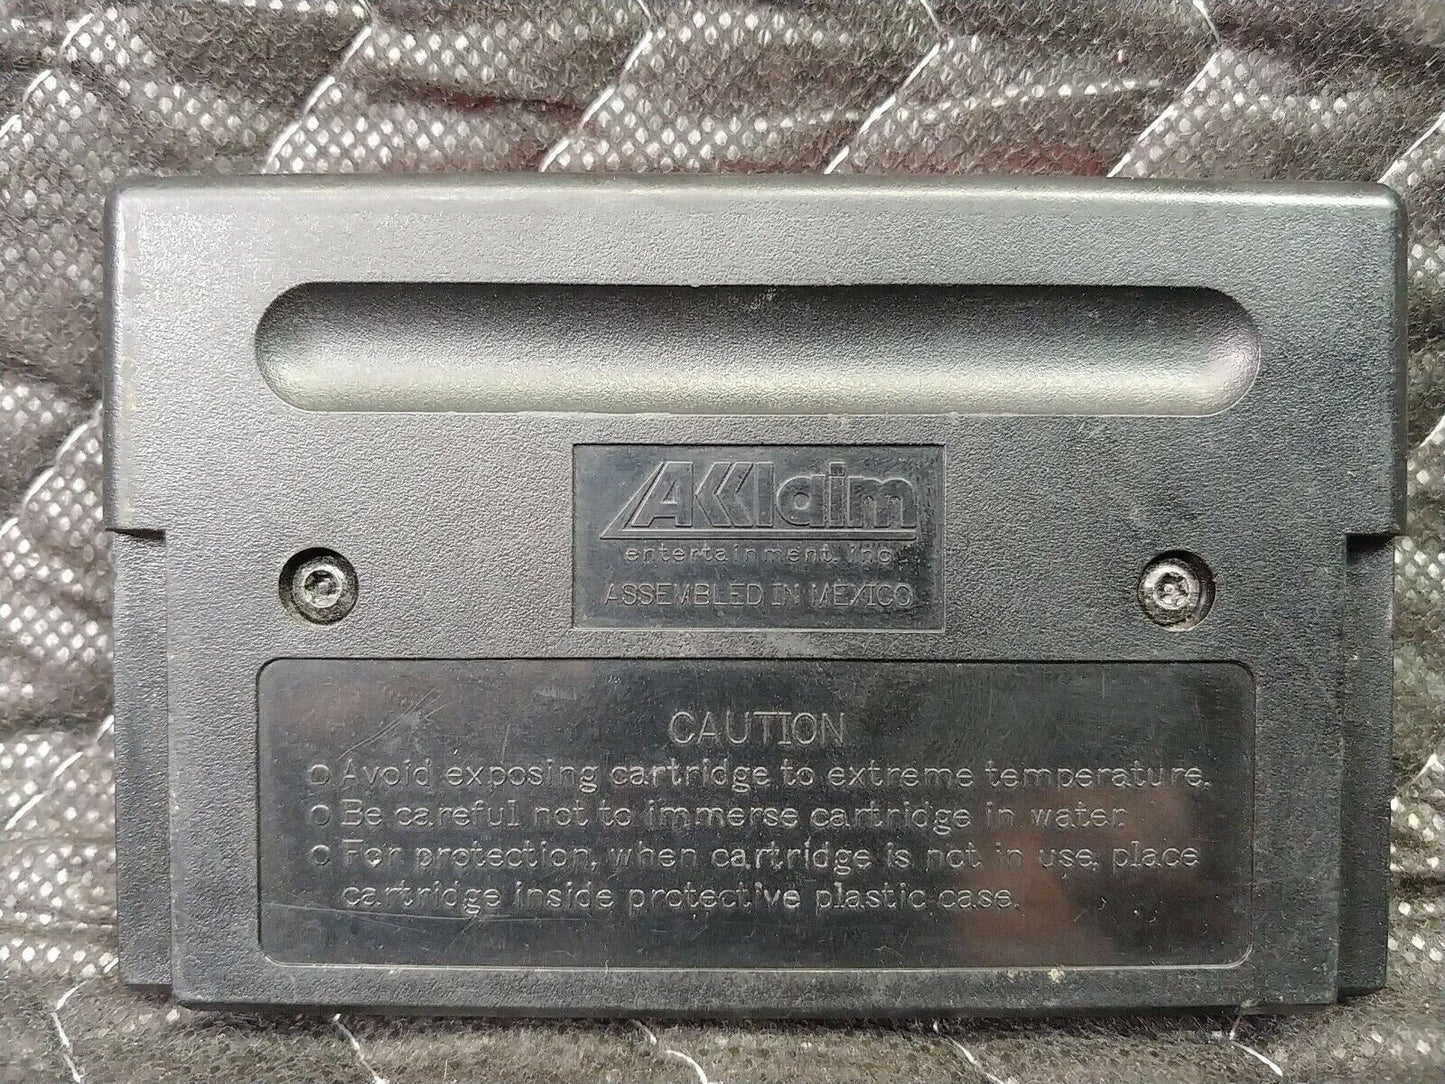 AKKlaim
entertainment, inc.
ASSEMBLED IN MEXICO
CAUTION
○ Avoid exposing cartridge to extreme temperature.
○ Be careful not to immerse cartridge in water
○ For protection, when cartridge is not in use, place
cartridge inside protective plastic case.